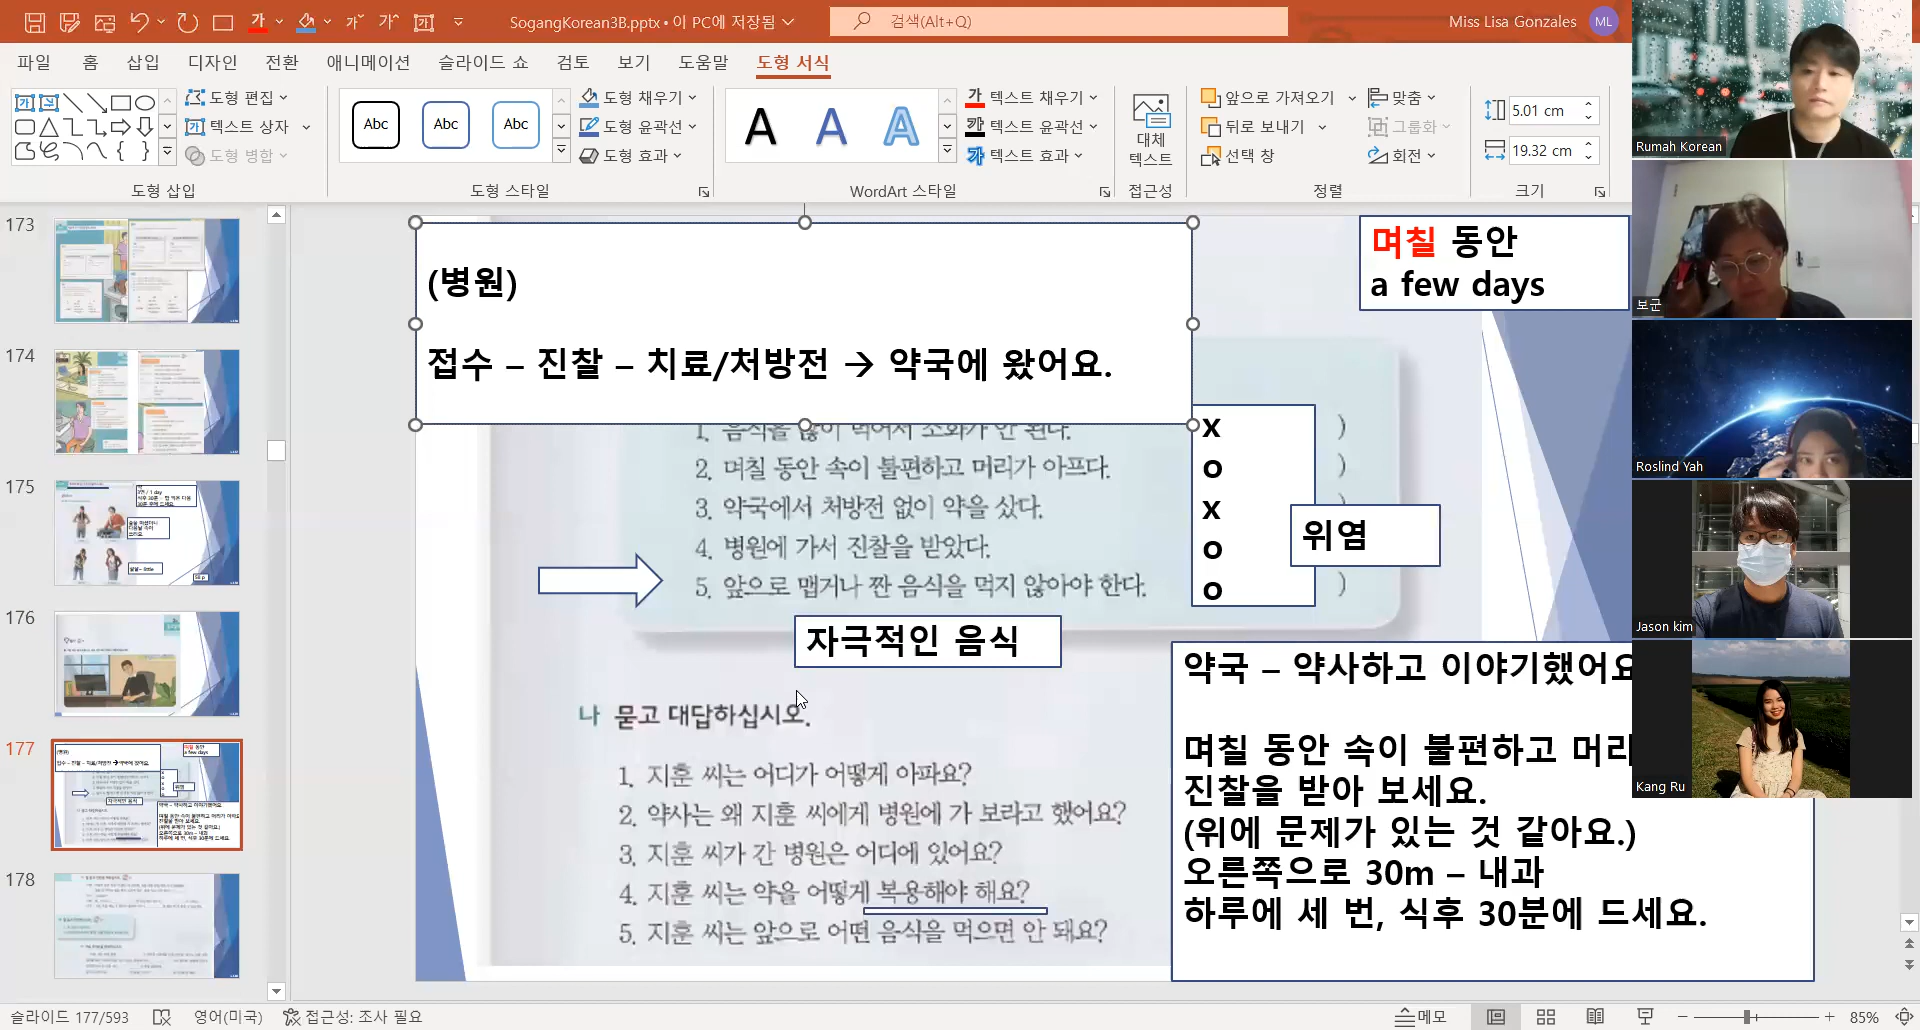 SogangKorean3B.pptx • 이 PC에 저장됨
검색(Alt+Q)
Miss Lisa Gonzales
ML
파일 홈 삽입 디자인 전환 애니메이션 슬라이드 쇼 검토 보기 도움말 도형 서식
도형 편집
텍스트 상자
도형 병합
도형 삽입
Abc Abc Abc
도형 채우기
도형 윤곽선
도형 효과
도형 스타일
A A A
텍스트 채우기
텍스트 윤곽선
텍스트 효과
WordArt 스타일
대체
텍스트
접근성
앞으로 가져오기
뒤로 보내기
선택 창
맞춤
그룹화
회전
정렬
5.01 cm
19.32 cm
크기
173
174
175
176
177
178
(병원)
접수 – 진찰 – 치료/처방전 → 약국에 왔어요.
며칠 동안
a few days
1. 음식을 많이 먹어서 소화가 안 된다.
2. 며칠 동안 속이 불편하고 머리가 아프다.
3. 약국에서 처방전 없이 약을 샀다.
4. 병원에 가서 진찰을 받았다.
5. 앞으로 맵거나 짠 음식을 먹지 않아야 한다.
x )
o )
x )
o
o )
위염
자극적인 음식
나 묻고 대답하십시오.
1. 지훈 씨는 어디가 어떻게 아파요?
2. 약사는 왜 지훈 씨에게 병원에 가 보라고 했어요?
3. 지훈 씨가 간 병원은 어디에 있어요?
4. 지훈 씨는 약을 어떻게 복용해야 해요?
5. 지훈 씨는 앞으로 어떤 음식을 먹으면 안 돼요?
약국 – 약사하고 이야기했어요
며칠 동안 속이 불편하고 머리
진찰을 받아 보세요.
(위에 문제가 있는 것 같아요.)
오른쪽으로 30m – 내과
하루에 세 번, 식후 30분에 드세요.
Rumah Korean
보군
Roslind Yah
Jason kim
Kang Ru
슬라이드 177/593
영어(미국)
접근성: 조사 필요
메모
85%